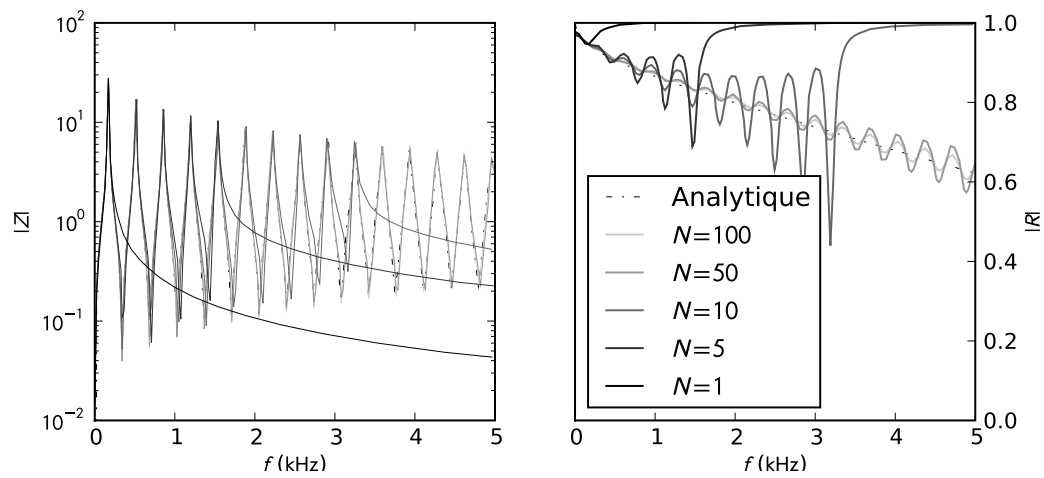 10^2
10^1
10^0
10^−1
10^−2
|Z|
0 1 2 3 4 5
f (kHz)
Analytique
N=100
N=50
N=10
N=5
N=1
1.0
0.8
0.6
0.4
0.2
0.0
|R|
0 1 2 3 4 5
f (kHz)